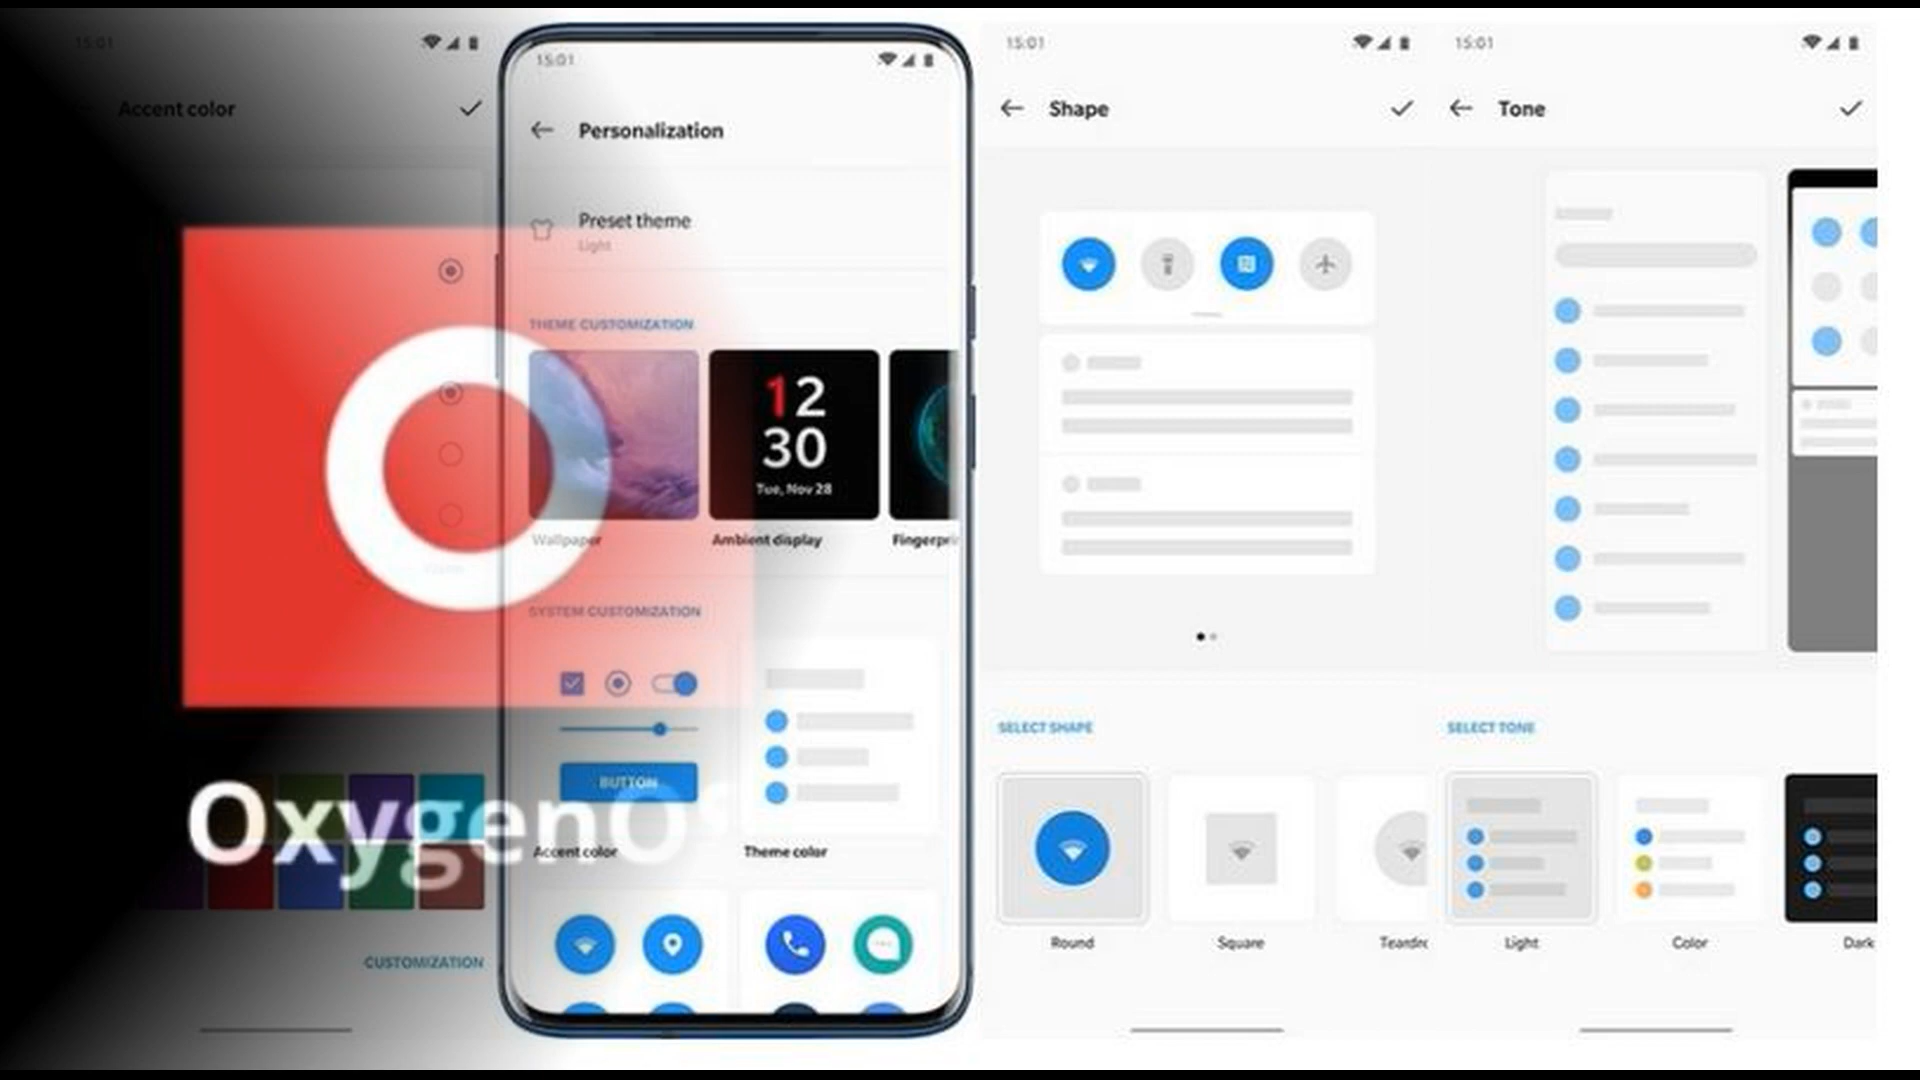 15:01
Accent color
CUSTOMIZATION
OxygenOS
15:01
Personalization
Preset theme
Light
THEME CUSTOMIZATION
12
30
Tue, Nov 28
Wallpaper
Ambient display
Fingerpri
SYSTEM CUSTOMIZATION
BUTTON
Accent color
Theme color
15:01
Shape
SELECT SHAPE
Round
Square
Teardro
15:01
Tone
SELECT TONE
Light
Color
Dark